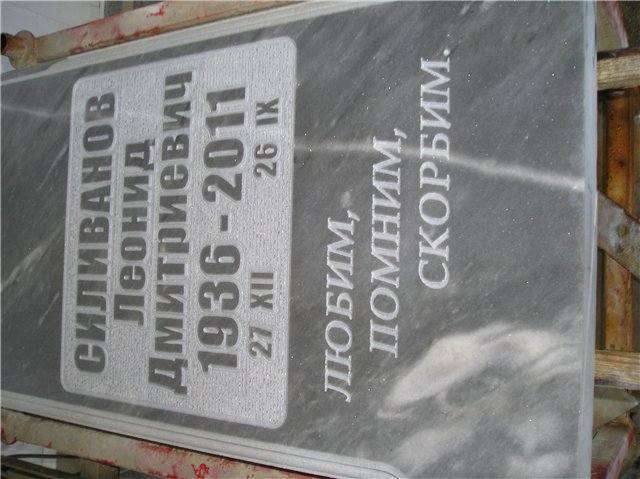 СИЛИВАНОВ
Леонид
Дмитриевич
1936 - 2011
27 XII 26 IX
ЛЮБИМ,
ПОМНИМ,
СКОРБИМ.